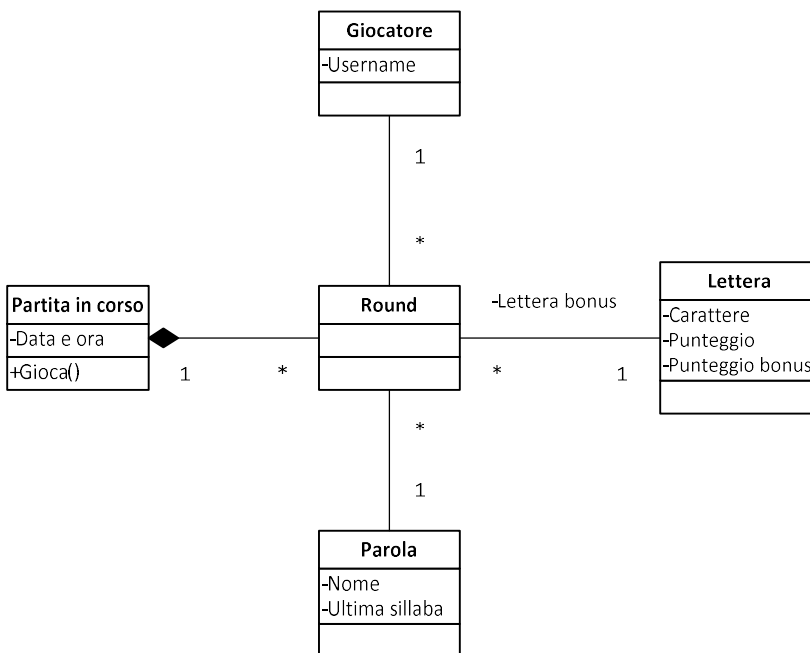 Giocatore
-Username
1
*
Partita in corso
-Data e ora
+Gioca()
1
*
Round
-Lettera bonus
*
1
Lettera
-Carattere
-Punteggio
-Punteggio bonus
*
1
Parola
-Nome
-Ultima sillaba